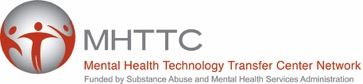 MHTTC
Mental Health Technology Transfer Center Network
Funded by Substance Abuse and Mental Health Services Administration